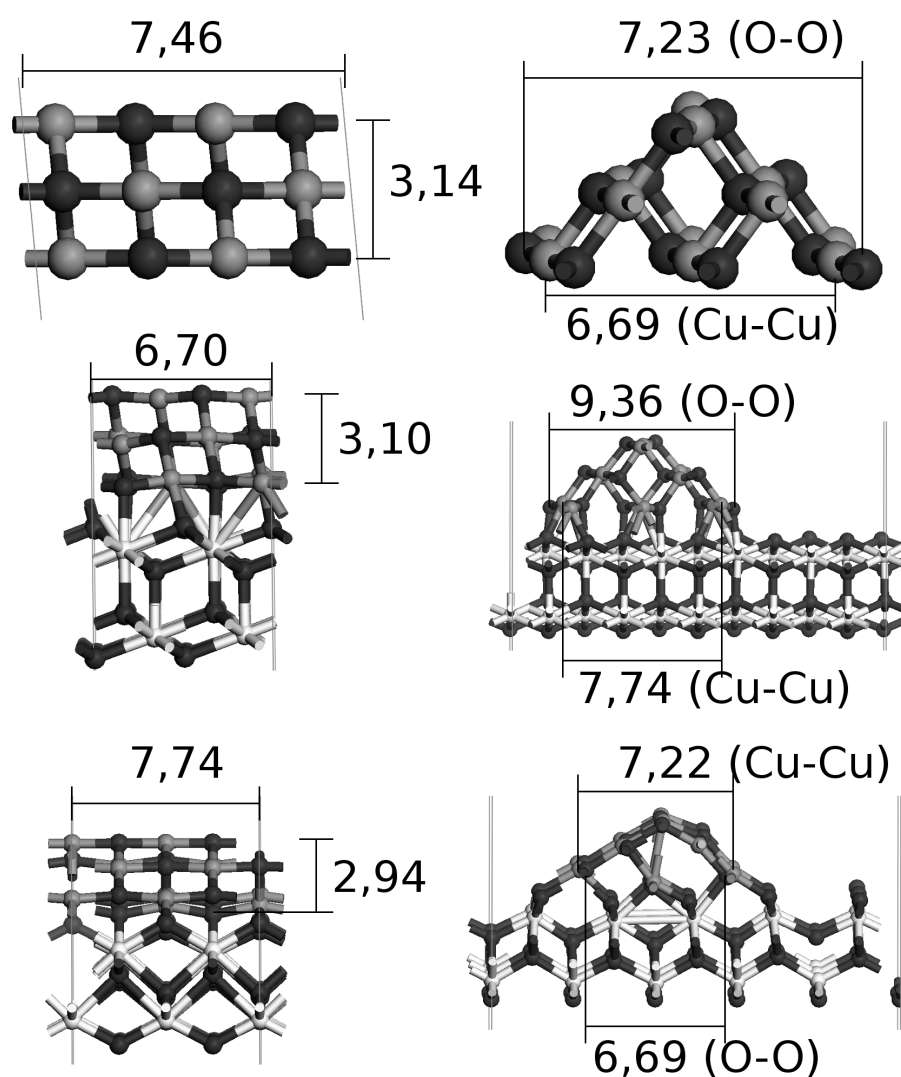 7,46
7,23 (O-O)
3,14
6,69 (Cu-Cu)
6,70
9,36 (O-O)
3,10
7,74 (Cu-Cu)
7,74
7,22 (Cu-Cu)
2,94
6,69 (O-O)